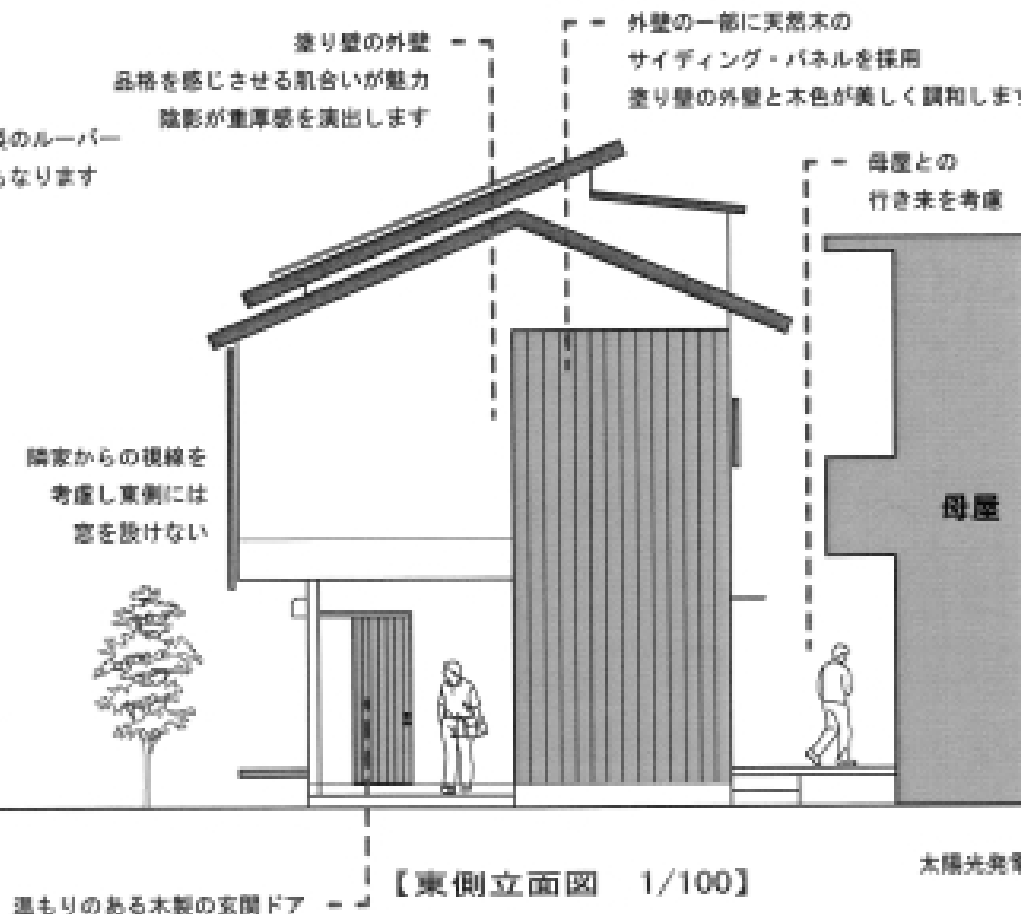 塗り壁の外壁
品格を感じさせる肌合いが魅力
陰影が重厚感を演出します
外壁の一部に天然木の
サイディング・パネルを採用
塗り壁の外壁と木色が美しく調和します
のルーバー
なります
母屋との
行き来を考慮
隣家からの視線を
考慮し東側には
窓を設けない
母屋
温もりのある木製の玄関ドア
【東側立面図 1/100】
太陽光発電